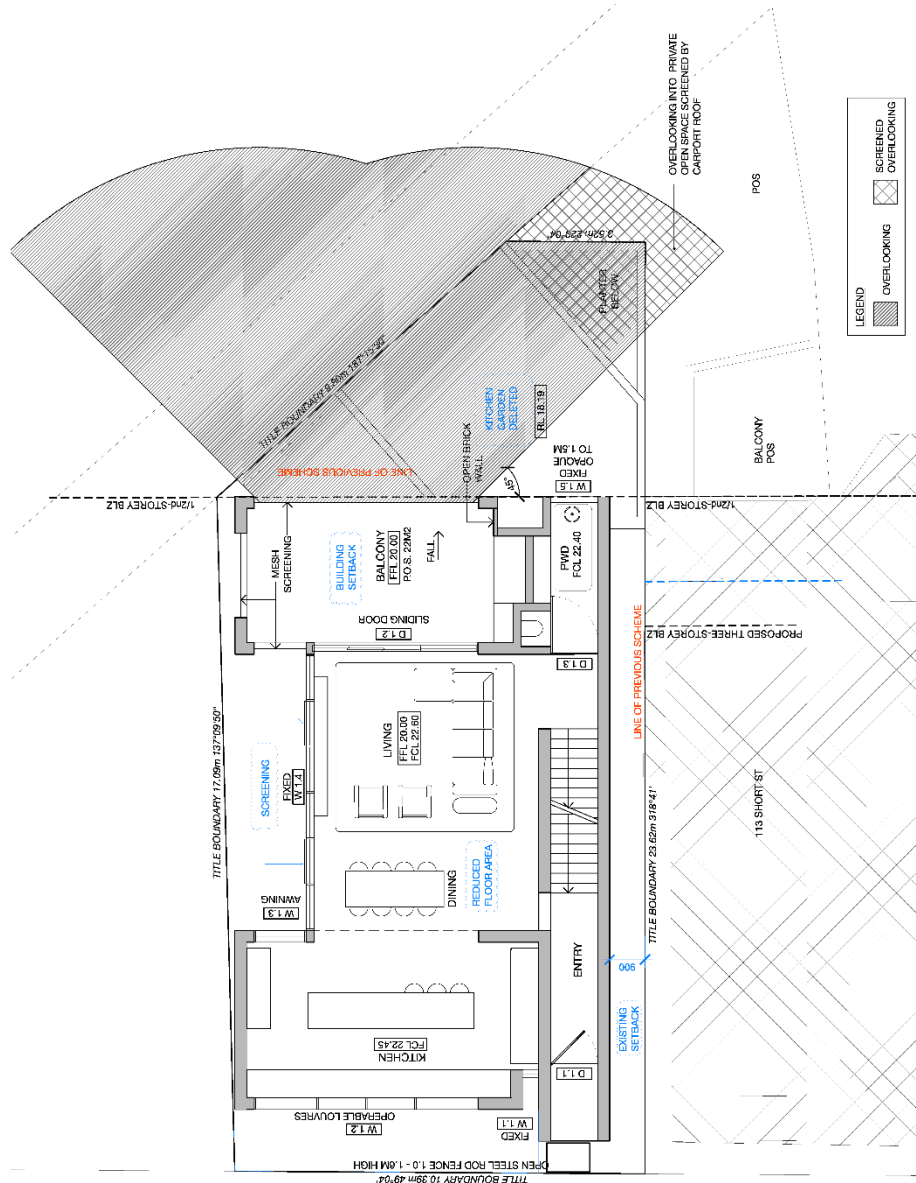 OVERLOOKING INTO PRIVATE
OPEN SPACE SCREENED BY
CARPORT ROOF
POS
LEGEND
OVERLOOKING
SCREENED
OVERLOOKING
3.52m 229°04'
PLANTER
BELOW
TITLE BOUNDARY 9.90m 187°15'30"
KITCHEN
GARDEN
DELETED
RL 18.19
LINE OF PREVIOUS SCHEME
OPEN BRICK
WALL
45°
FIXED
OPAQUE
TO 1.5M
W 1.5
BALCONY
POS
1/2nd-STOREY BLZ
1/2nd-STOREY BLZ
MESH
SCREENING
BUILDING
SETBACK
BALCONY
FFL 20.00
P.O.S. 22M2
FALL
PWD
FCL 22.40
SLIDING DOOR
D 1.2
D 1.3
PROPOSED THREE-STOREY BLZ
LINE OF PREVIOUS SCHEME
TITLE BOUNDARY 17.09m 137°09'50"
SCREENING
FIXED
W 1.4
LIVING
FFL 20.00
FCL 22.60
113 SHORT ST
TITLE BOUNDARY 23.62m 318°41'
AWNING
W 1.3
DINING
REDUCED
FLOOR AREA
ENTRY
900
EXISTING
SETBACK
KITCHEN
FCL 22.45
D 1.1
OPERABLE LOUVRES
W 1.2
FIXED
W 1.1
OPEN STEEL ROD FENCE 1.0 - 1.6M HIGH
TITLE BOUNDARY 10.39m 49°04'